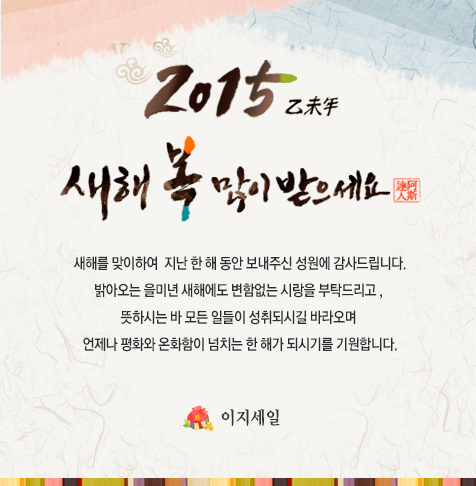 2015 乙未年
새해 복 많이 받으세요
새해를 맞이하여 지난 한 해 동안 보내주신 성원에 감사드립니다.
밝아오는 을미년 새해에도 변함없는 사랑을 부탁드리고 ,
뜻하시는 바 모든 일들이 성취되시길 바라오며
언제나 평화와 온화함이 넘치는 한 해가 되시기를 기원합니다.
이지세일